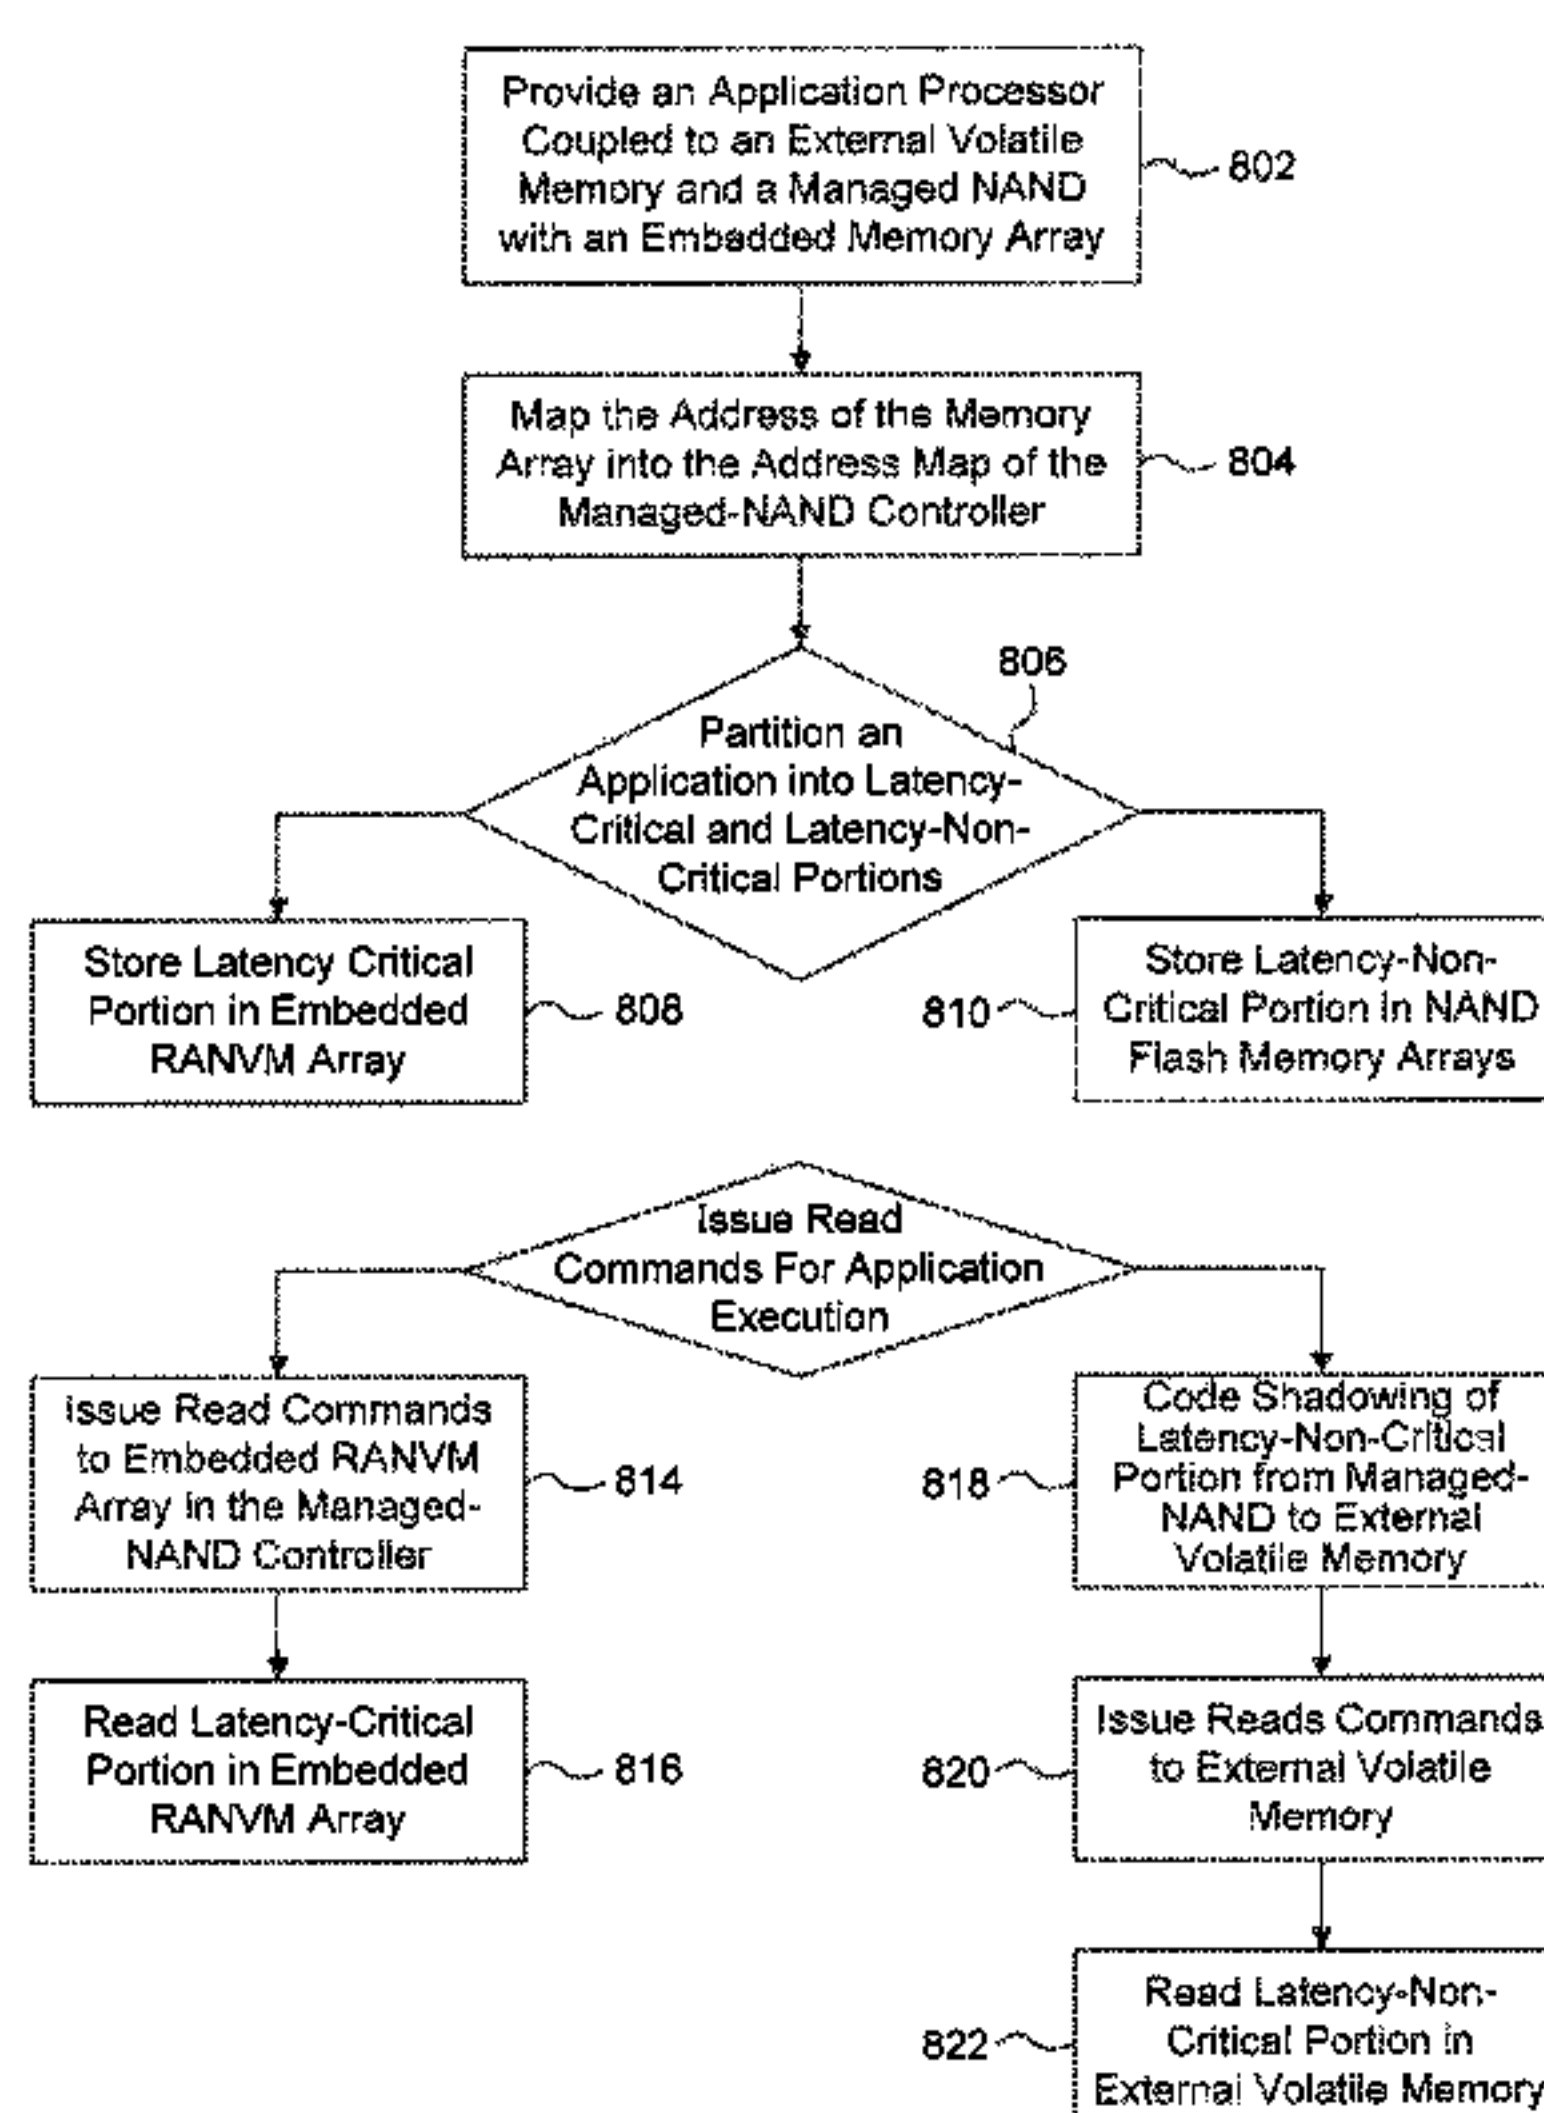 Provide an Application Processor
Coupled to an External Volatile
Memory and a Managed NAND
with an Embedded Memory Array
802
Map the Address of the Memory
Array into the Address Map of the
Managed-NAND Controller
804
806
Partition an
Application into Latency-
Critical and Latency-Non-
Critical Portions
Store Latency Critical
Portion in Embedded
RANVM Array
808
810
Store Latency-Non-
Critical Portion in NAND
Flash Memory Arrays
Issue Read
Commands For Application
Execution
Issue Read Commands
to Embedded RANVM
Array in the Managed-
NAND Controller
814
818
Code Shadowing of
Latency-Non-Critical
Portion from Managed-
NAND to External
Volatile Memory
Read Latency-Critical
Portion in Embedded
RANVM Array
816
820
Issue Reads Commands
to External Volatile
Memory
822
Read Latency-Non-
Critical Portion in
External Volatile Memory